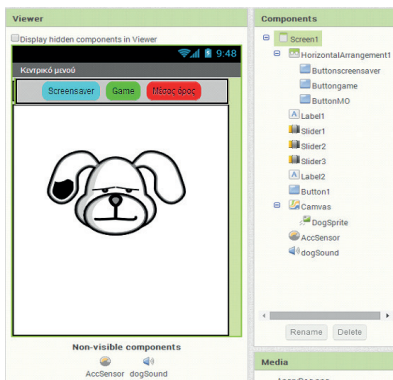 Viewer
Display hidden components in Viewer
9:48
Κεντρικό μενού
Screensaver Game Μέσος όρος
Non-visible components
AccSensor dogSound
Components
Screen1
HorizontalArrangement1
Buttonscreensaver
Buttongame
ButtonMO
A Label1
Slider1
Slider2
Slider3
A Label2
Button1
Canvas
DogSprite
AccSensor
dogSound
Rename Delete
Media